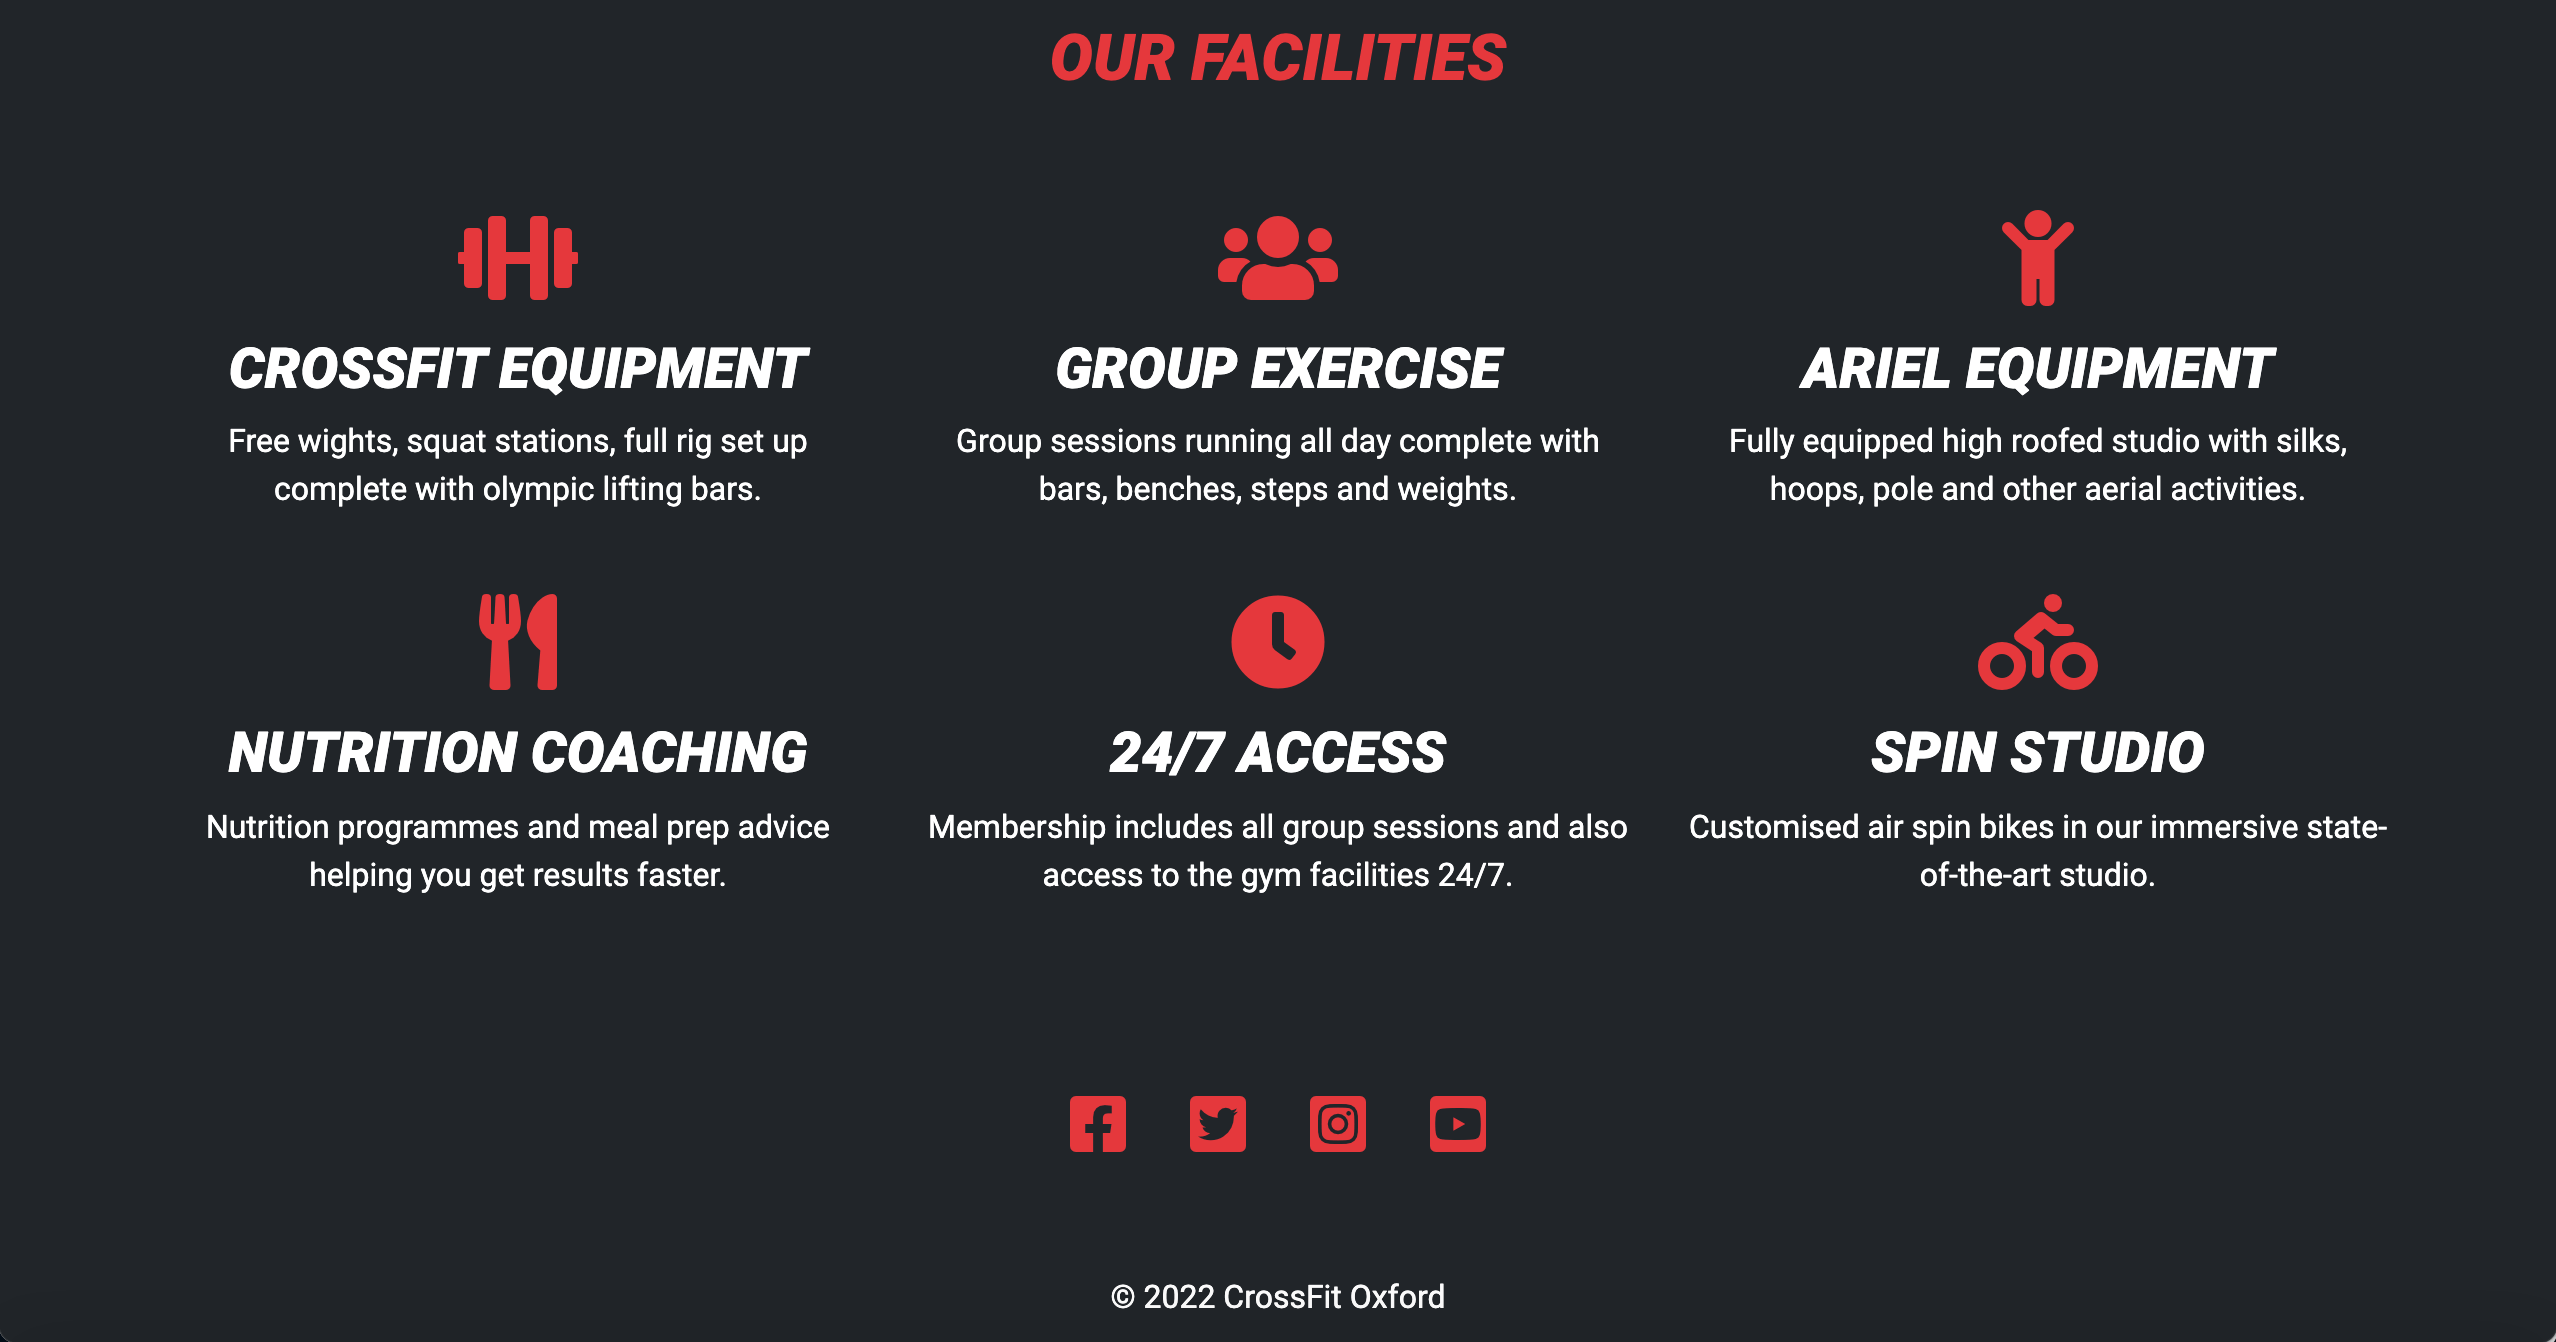 OUR FACILITIES
CROSSFIT EQUIPMENT
Free wights, squat stations, full rig set up
complete with olympic lifting bars.
GROUP EXERCISE
Group sessions running all day complete with
bars, benches, steps and weights.
ARIEL EQUIPMENT
Fully equipped high roofed studio with silks,
hoops, pole and other aerial activities.
NUTRITION COACHING
Nutrition programmes and meal prep advice
helping you get results faster.
24/7 ACCESS
Membership includes all group sessions and also
access to the gym facilities 24/7.
SPIN STUDIO
Customised air spin bikes in our immersive state-
of-the-art studio.
© 2022 CrossFit Oxford